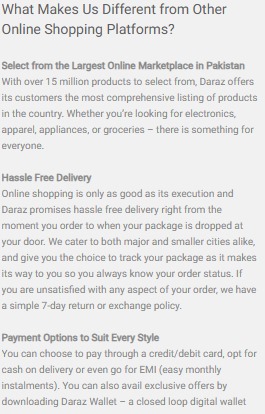 What Makes Us Different from Other
Online Shopping Platforms?
Select from the Largest Online Marketplace in Pakistan
With over 15 million products to select from, Daraz offers
its customers the most comprehensive listing of products
in the country. Whether you're looking for electronics,
apparel, appliances, or groceries – there is something for
everyone.
Hassle Free Delivery
Online shopping is only as good as its execution and
Daraz promises hassle free delivery right from the
moment you order to when your package is dropped at
your door. We cater to both major and smaller cities alike,
and give you the choice to track your package as it makes
its way to you so you always know your order status. If
you are unsatisfied with any aspect of your order, we have
a simple 7-day return or exchange policy.
Payment Options to Suit Every Style
You can choose to pay through a credit/debit card, opt for
cash on delivery or even go for EMI (easy monthly
instalments). You can also avail exclusive offers by
downloading Daraz Wallet – a closed loop digital wallet